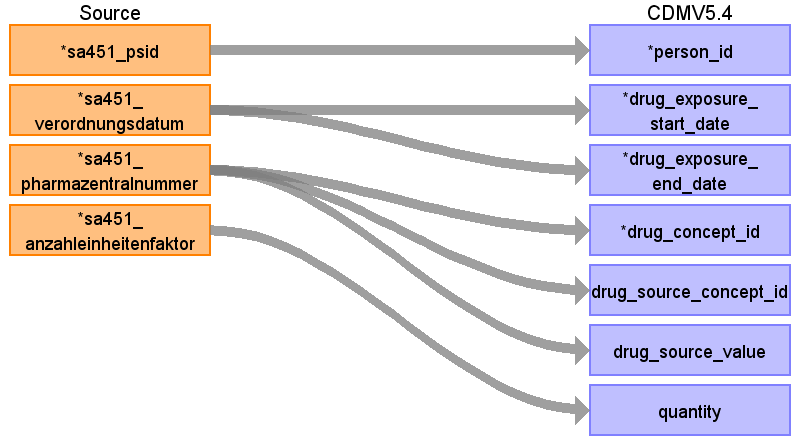 Source
CDMV5.4
*sa451_psid
*person_id
*sa451_
verordnungsdatum
*drug_exposure_
start_date
*sa451_
pharmazentralnummer
*drug_exposure_
end_date
*sa451_
anzahleinheitenfaktor
*drug_concept_id
drug_source_concept_id
drug_source_value
quantity